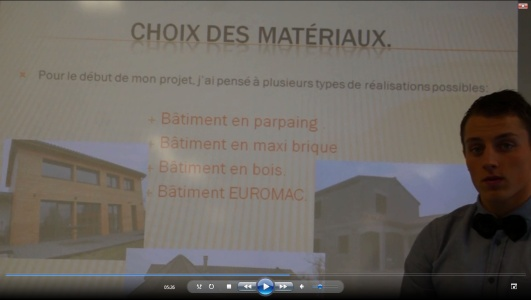 CHOIX DES MATÉRIAUX.
Pour le début de mon projet, j'ai pensé à plusieurs types de réalisations possibles:
Bâtiment en parpaing
Bâtiment en maxi brique
Bâtiment en bois.
Bâtiment EUROMAC.
05:26